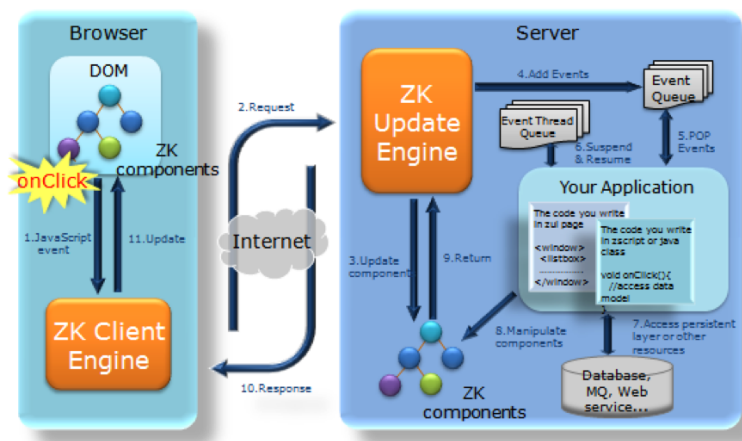 Browser
DOM
ZK
components
onClick
1.JavaScript
event
11.Update
ZK Client
Engine
2.Request
Internet
10.Response
Server
ZK
Update
Engine
4.Add Events
Event
Queue
Event Thread
Queue
6.Suspend
& Resume
5.POP
Events
Your Application
The code you write
in zul page
<window>
<listbox>
..............
</window>
The code you write
in zscript or java
class
void onClick(){
//access data
model
}
3.Update
component
9.Return
8.Manipulate
components
7.Access persistent
layer or other
resources
ZK
components
Database,
MQ, Web
service...